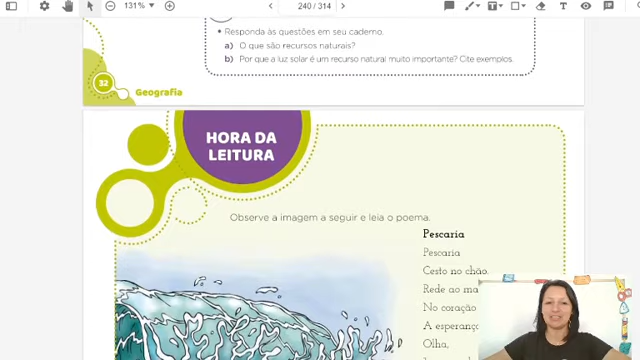 131%
240 / 314
• Responda às questões em seu caderno.
a) O que são recursos naturais?
b) Por que a luz solar é um recurso natural muito importante? Cite exemplos.
32
Geografia
HORA DA
LEITURA
Observe a imagem a seguir e leia o poema.
Pescaria
Pescaria
Cesto no chão.
Rede ao ma
No coração
A esperanç
Olha,